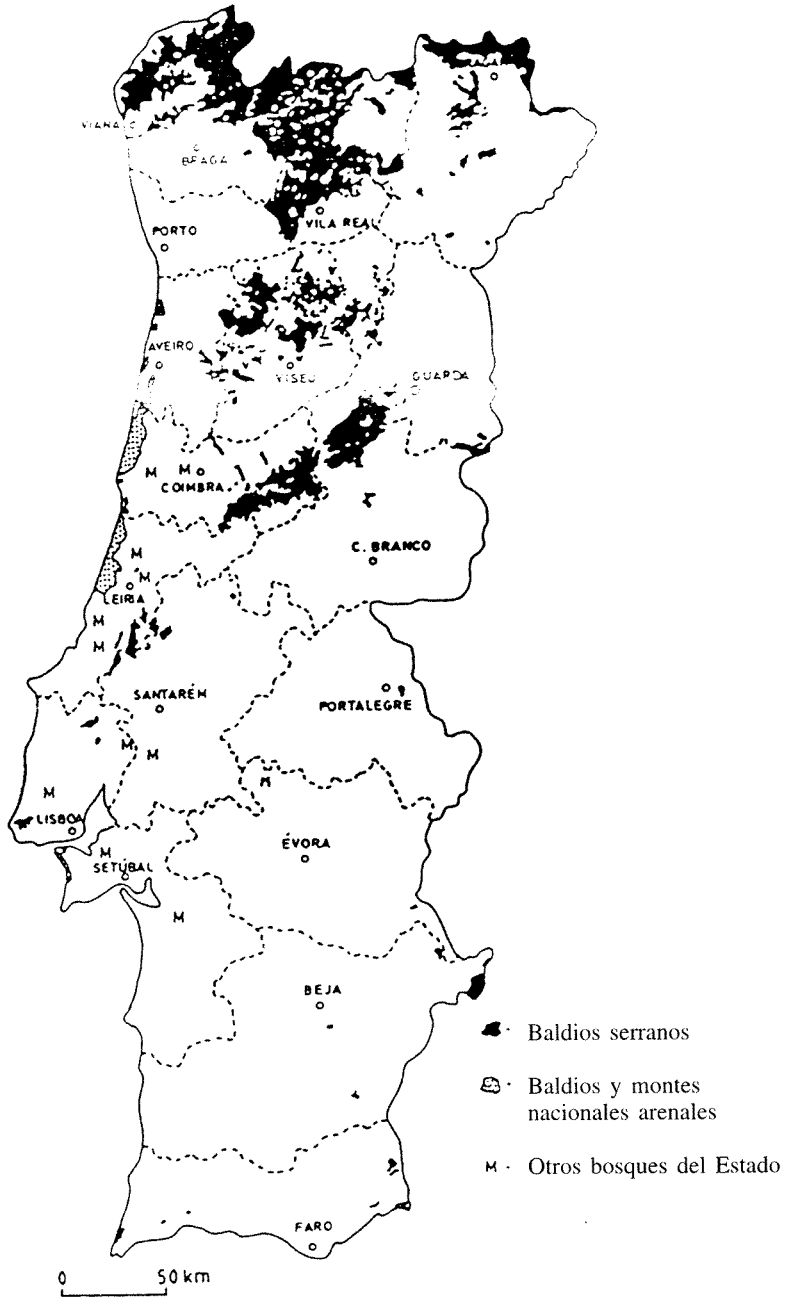 BRAGA
VILA REAL
PORTO
AVEIRO
VISEU
GUARDA
M
M
COIMBRA
M
C. BRANCO
M
LEIRIA
M
M
SANTARÉM
PORTALEGRE
M
M
M
M
LISBOA
M
SETÚBAL
ÉVORA
M
BEJA
Baldios serranos
Baldios y montes
nacionales arenales
M Otros bosques del Estado
FARO
0 50 km